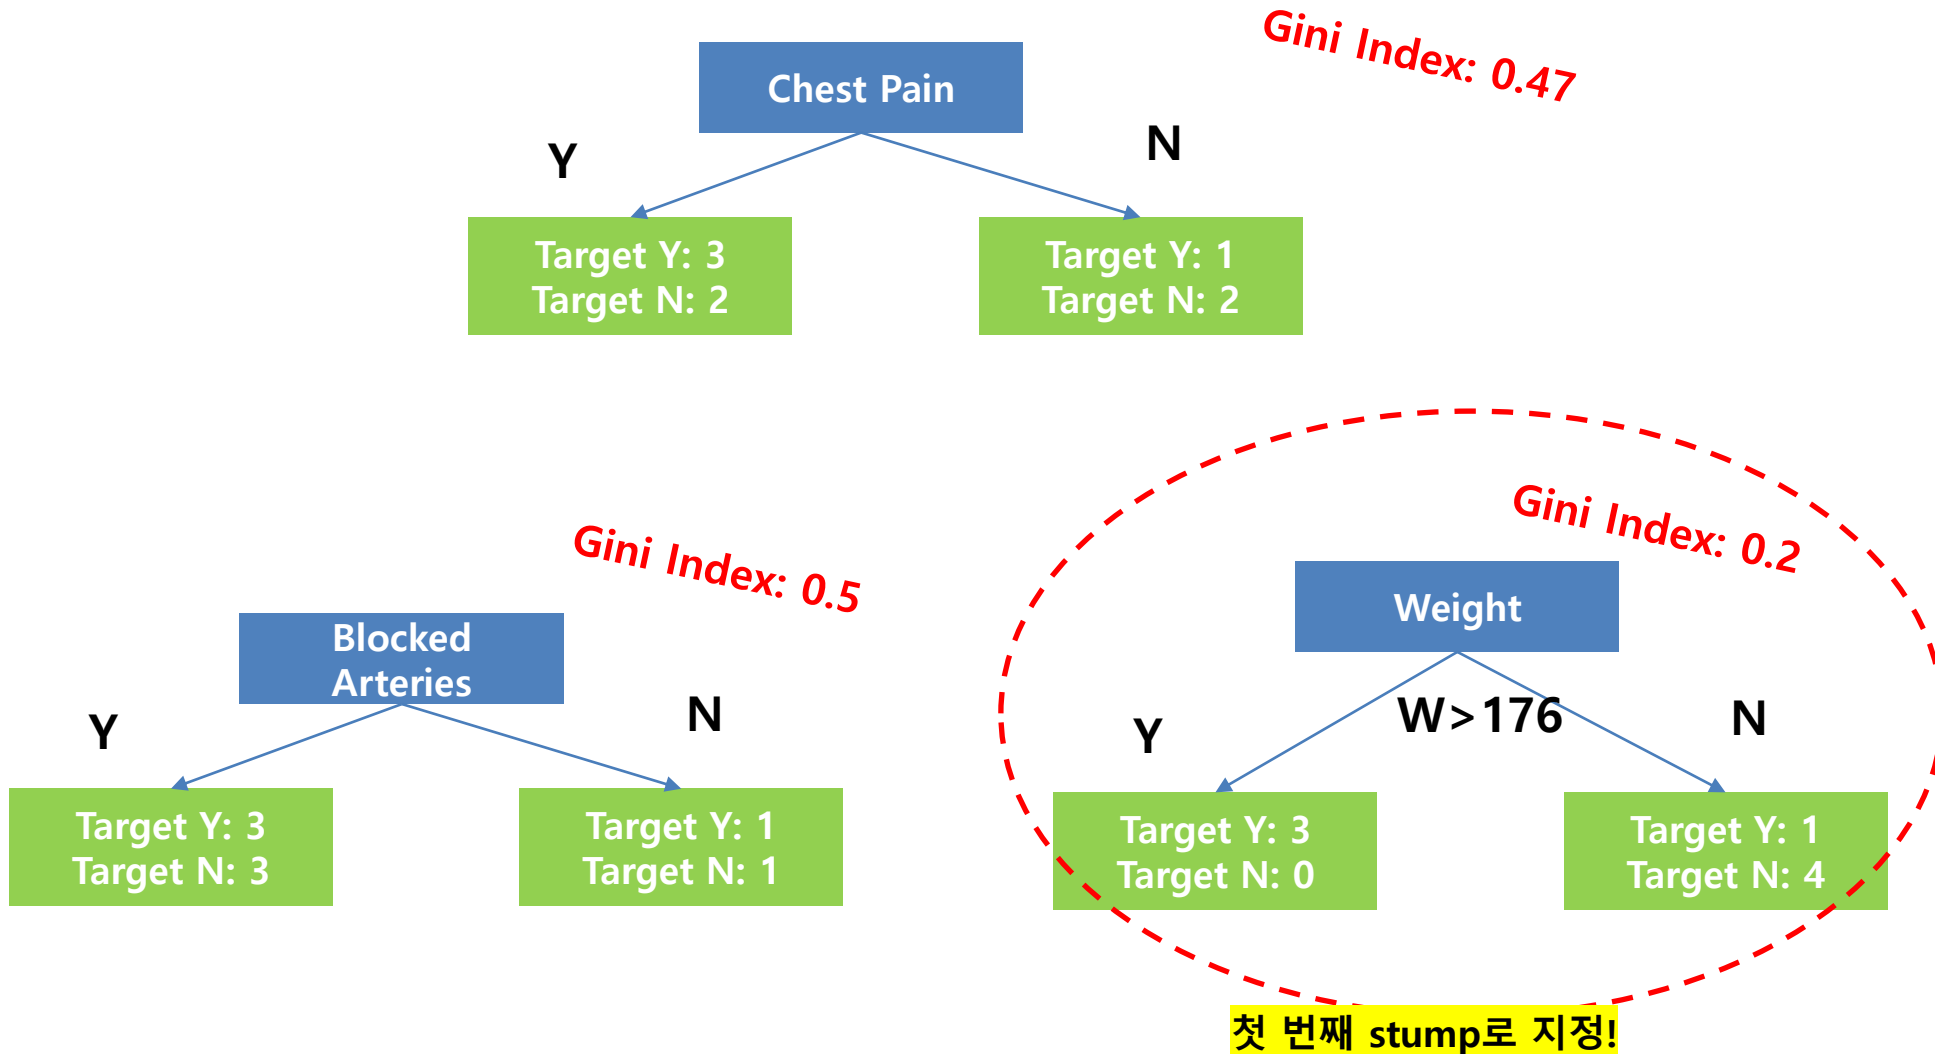 Gini Index: 0.47
Chest Pain
Y
N
Target Y: 3
Target N: 2
Target Y: 1
Target N: 2
Gini Index: 0.5
Blocked
Arteries
Y
N
Target Y: 3
Target N: 3
Target Y: 1
Target N: 1
Gini Index: 0.2
Weight
Y
W>176
N
Target Y: 3
Target N: 0
Target Y: 1
Target N: 4
첫 번째 stump로 지정!